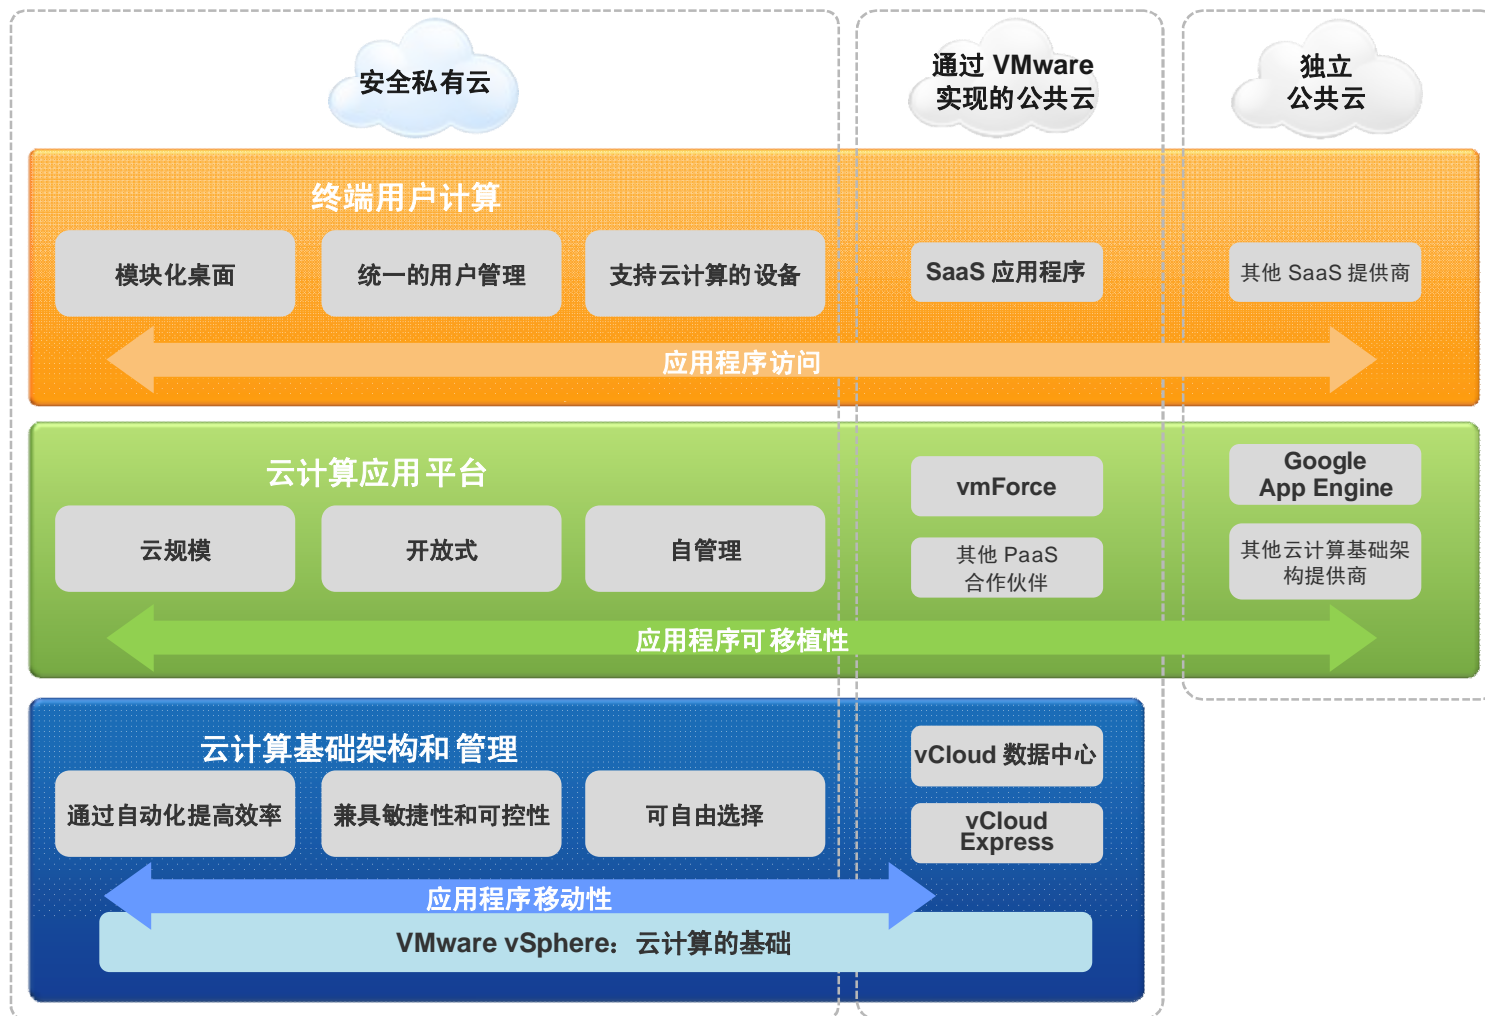 安全私有云
通过 VMware
实现的公共云
独立
公共云
终端用户计算
模块化桌面
统一的用户管理
支持云计算的设备
SaaS 应用程序
其他 SaaS 提供商
应用程序访问
云计算应用平台
云规模
开放式
自管理
vmForce
其他 PaaS
合作伙伴
Google
App Engine
其他云计算基础架
构提供商
应用程序可移植性
云计算基础架构和管理
通过自动化提高效率
兼具敏捷性和可控性
可自由选择
vCloud 数据中心
vCloud
Express
应用程序移动性
VMware vSphere：云计算的基础